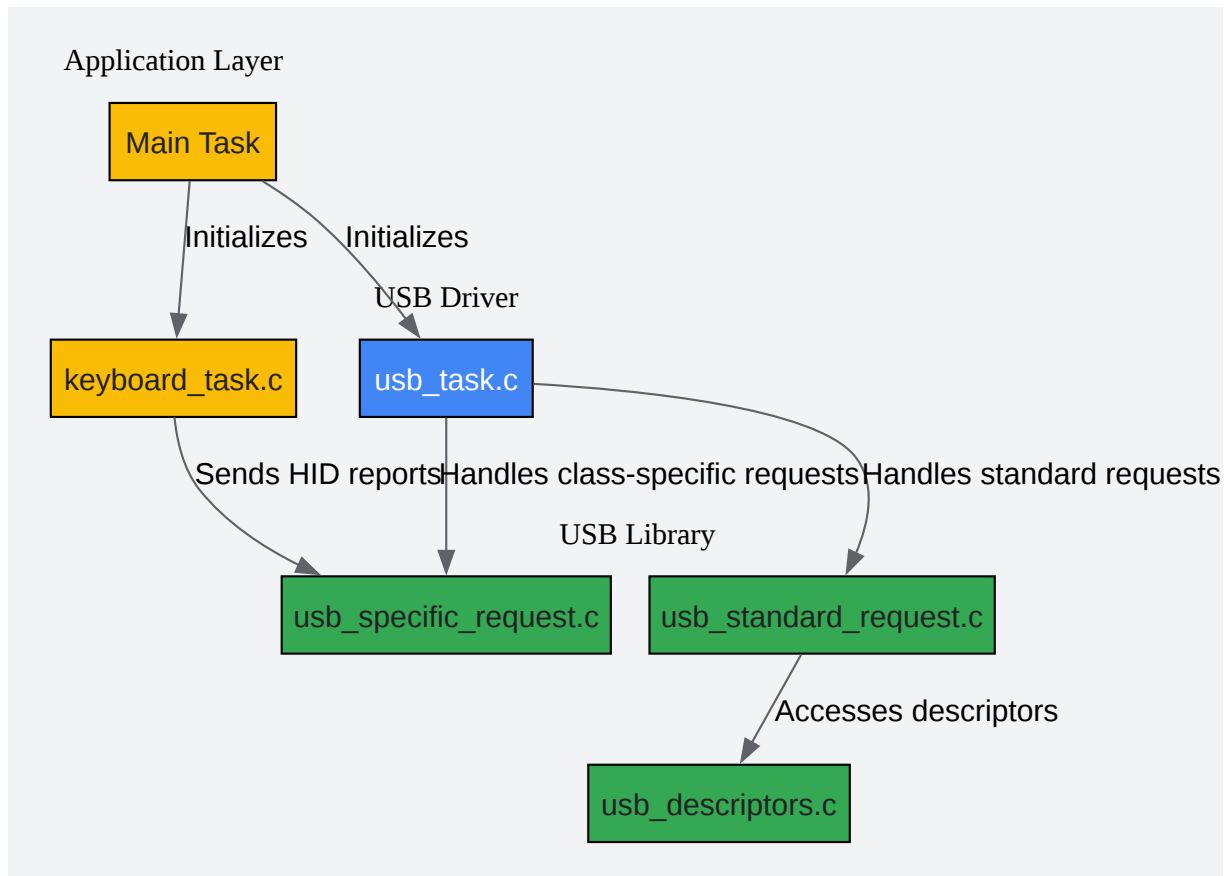 Application Layer
Main Task
Initializes
Initializes
USB Driver
keyboard_task.c
usb_task.c
Sends HID reports
Handles class-specific requests
Handles standard requests
USB Library
usb_specific_request.c
usb_standard_request.c
Accesses descriptors
usb_descriptors.c